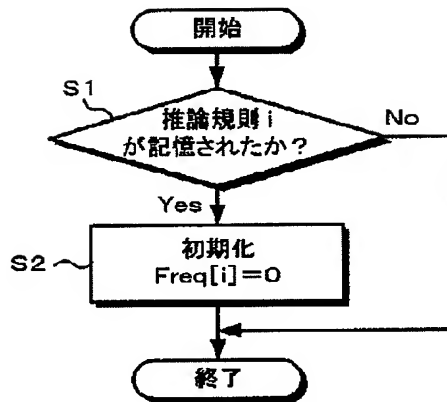 開始
S1
推論規則i
が記憶されたか？
No
Yes
S2
初期化
Freq[i]=0
終了